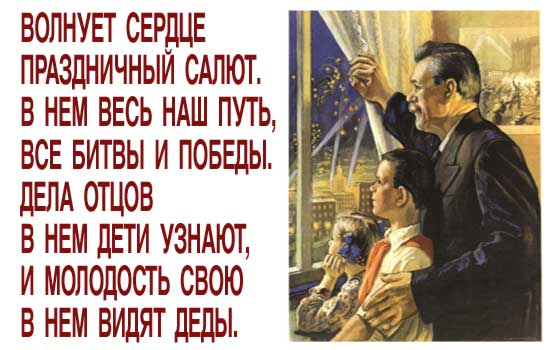 ВОЛНУЕТ СЕРДЦЕ
ПРАЗДНИЧНЫЙ САЛЮТ.
В НЕМ ВЕСЬ НАШ ПУТЬ,
ВСЕ БИТВЫ И ПОБЕДЫ.
ДЕЛА ОТЦОВ
В НЕМ ДЕТИ УЗНАЮТ,
И МОЛОДОСТЬ СВОЮ
В НЕМ ВИДЯТ ДЕДЫ.